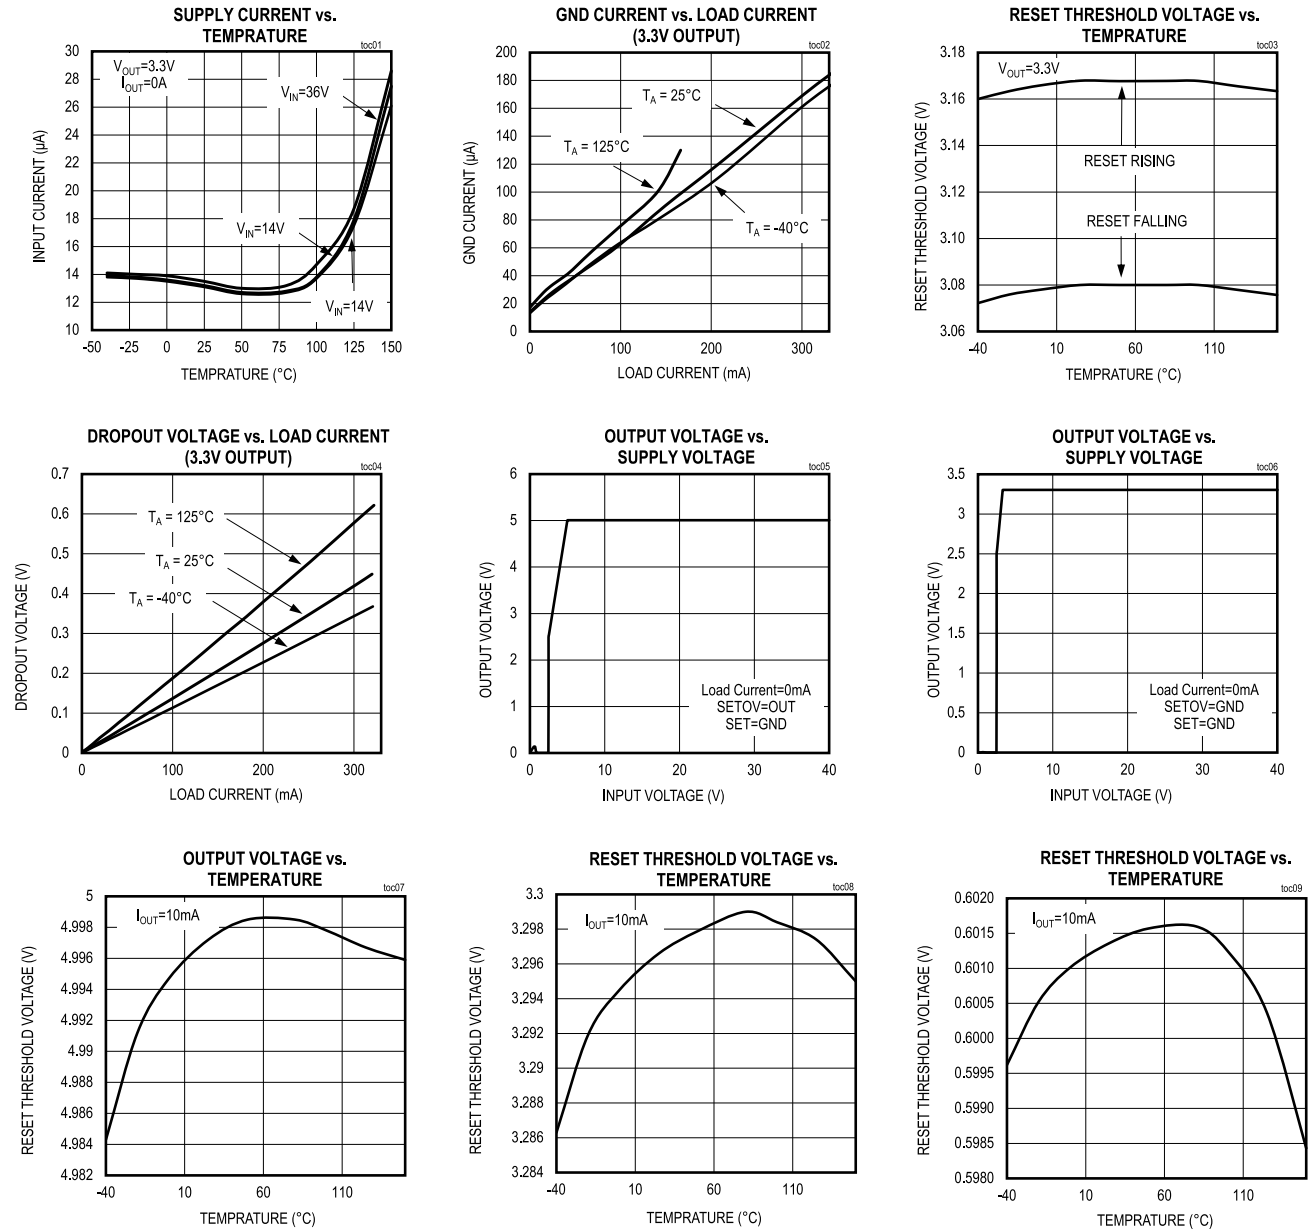 SUPPLY CURRENT vs.
TEMPRATURE
toc01
30
28
26
24
22
20
18
16
14
12
10
INPUT CURRENT (µA)
VOUT=3.3V
IOUT=0A
VIN=36V
VIN=14V
VIN=14V
-50 -25 0 25 50 75 100 125 150
TEMPRATURE (°C)
GND CURRENT vs. LOAD CURRENT
(3.3V OUTPUT)
toc02
200
180
160
140
120
100
80
60
40
20
0
GND CURRENT (µA)
TA = 25°C
TA = 125°C
TA = -40°C
0 100 200 300
LOAD CURRENT (mA)
RESET THRESHOLD VOLTAGE vs.
TEMPRATURE
toc03
3.18
3.16
3.14
3.12
3.10
3.08
3.06
RESET THRESHOLD VOLTAGE (V)
VOUT=3.3V
RESET RISING
RESET FALLING
-40 10 60 110
TEMPRATURE (°C)
DROPOUT VOLTAGE vs. LOAD CURRENT
(3.3V OUTPUT)
toc04
0.7
0.6
0.5
0.4
0.3
0.2
0.1
0
DROPOUT VOLTAGE (V)
TA = 125°C
TA = 25°C
TA = -40°C
0 100 200 300
LOAD CURRENT (mA)
OUTPUT VOLTAGE vs.
SUPPLY VOLTAGE
toc05
6
5
4
3
2
1
0
OUTPUT VOLTAGE (V)
Load Current=0mA
SETOV=OUT
SET=GND
0 10 20 30 40
INPUT VOLTAGE (V)
OUTPUT VOLTAGE vs.
SUPPLY VOLTAGE
toc06
3.5
3
2.5
2
1.5
1
0.5
0
OUTPUT VOLTAGE (V)
Load Current=0mA
SETOV=GND
SET=GND
0 10 20 30 40
INPUT VOLTAGE (V)
OUTPUT VOLTAGE vs.
TEMPERATURE
toc07
5
4.998
4.996
4.994
4.992
4.99
4.988
4.986
4.984
4.982
RESET THRESHOLD VOLTAGE (V)
IOUT=10mA
-40 10 60 110
TEMPRATURE (°C)
RESET THRESHOLD VOLTAGE vs.
TEMPERATURE
toc08
3.3
3.298
3.296
3.294
3.292
3.29
3.288
3.286
3.284
RESET THRESHOLD VOLTAGE (V)
IOUT=10mA
-40 10 60 110
TEMPRATURE (°C)
RESET THRESHOLD VOLTAGE vs.
TEMPERATURE
toc09
0.6020
0.6015
0.6010
0.6005
0.6000
0.5995
0.5990
0.5985
0.5980
RESET THRESHOLD VOLTAGE (V)
IOUT=10mA
-40 10 60 110
TEMPRATURE (°C)